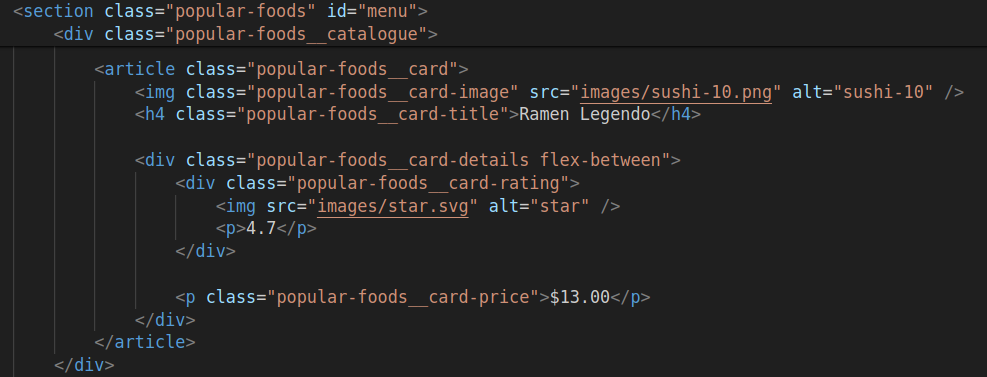 <section class="popular-foods" id="menu">
<div class="popular-foods__catalogue">
<article class="popular-foods__card">
<img class="popular-foods__card-image" src="images/sushi-10.png" alt="sushi-10" />
<h4 class="popular-foods__card-title">Ramen Legendo</h4>
<div class="popular-foods__card-details flex-between">
<div class="popular-foods__card-rating">
<img src="images/star.svg" alt="star" />
<p>4.7</p>
</div>
<p class="popular-foods__card-price">$13.00</p>
</div>
</article>
</div>